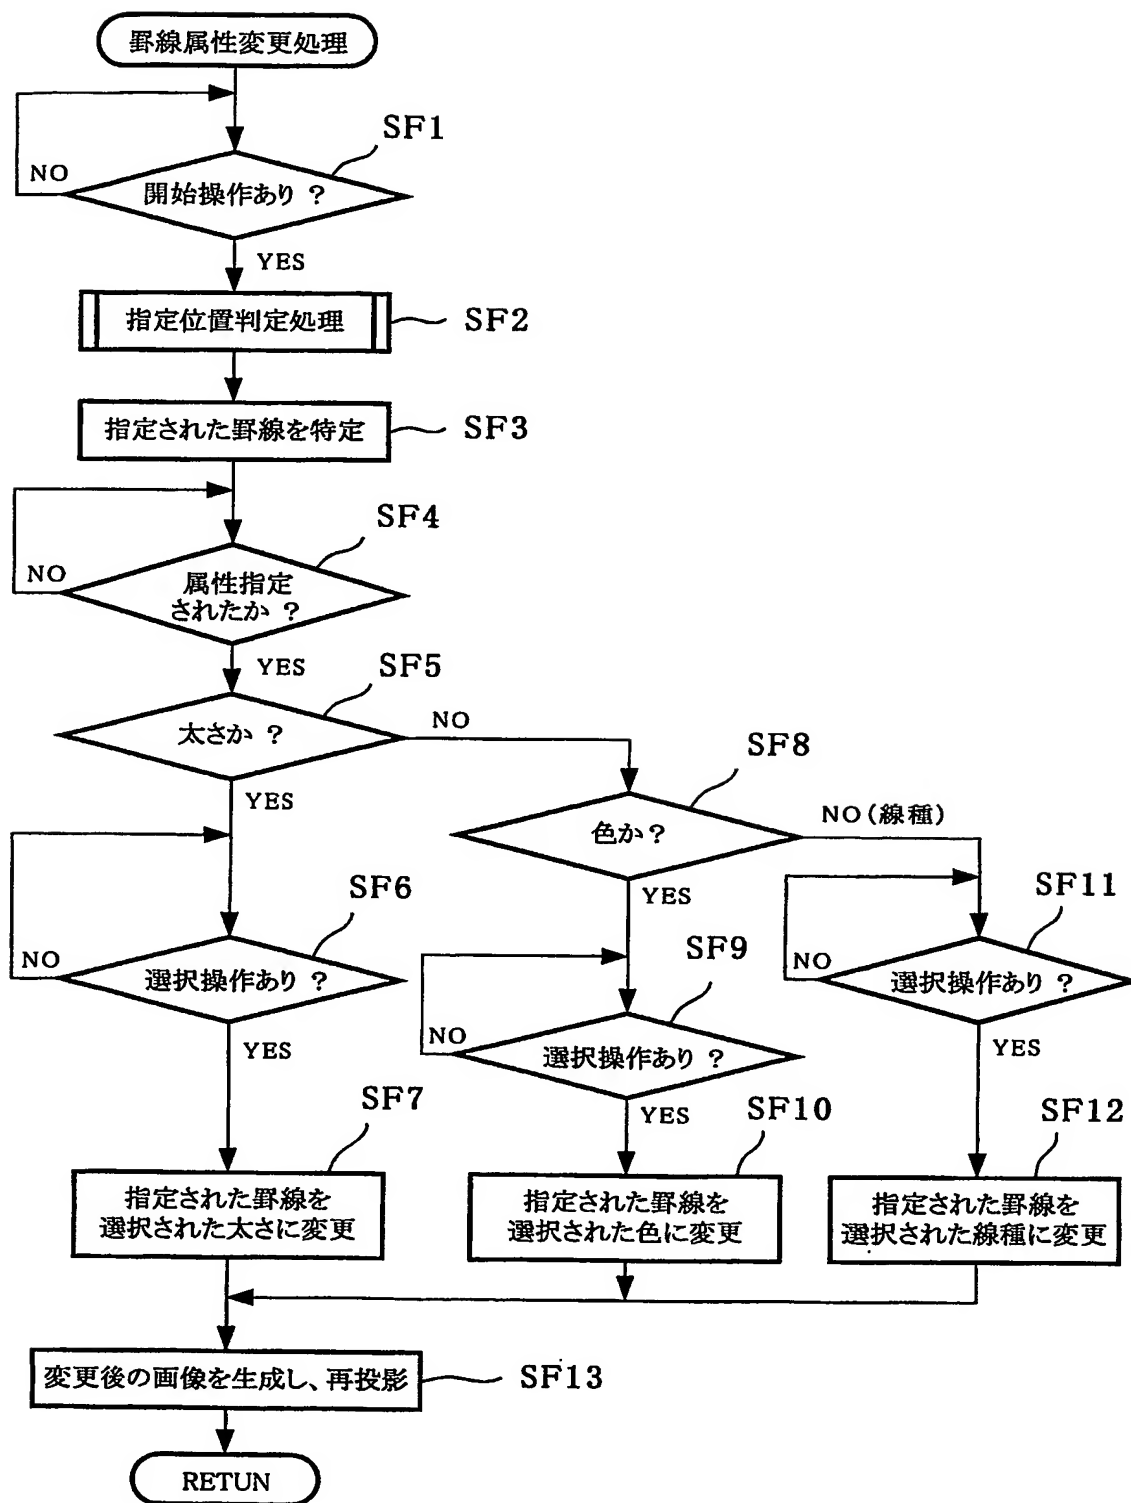 罫線属性変更処理
SF1
NO
開始操作あり ?
YES
指定位置判定処理
SF2
指定された罫線を特定
SF3
SF4
NO
属性指定
されたか ?
YES
SF5
太さか ?
NO
YES
SF8
色か?
NO(線種)
YES
SF6
NO
選択操作あり ?
YES
SF9
NO
選択操作あり ?
YES
SF11
NO
選択操作あり ?
YES
SF7
指定された罫線を
選択された太さに変更
SF10
指定された罫線を
選択された色に変更
SF12
指定された罫線を
選択された線種に変更
変更後の画像を生成し、再投影
SF13
RETUN